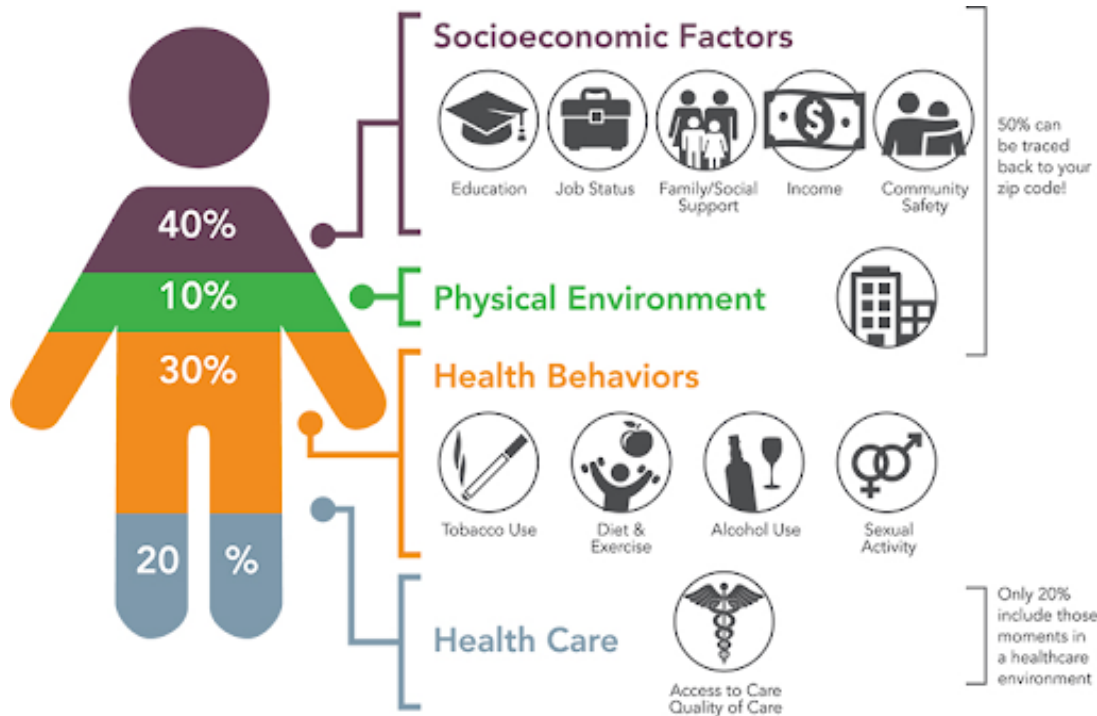 Socioeconomic Factors
Education
Job Status
Family/Social
Support
Income
Community
Safety
50% can
be traced
back to your
zip code!
40%
10%
Physical Environment
30%
Health Behaviors
Tobacco Use
Diet &
Exercise
Alcohol Use
Sexual
Activity
20 %
Health Care
Access to Care
Quality of Care
Only 20%
include those
moments in
a healthcare
environment